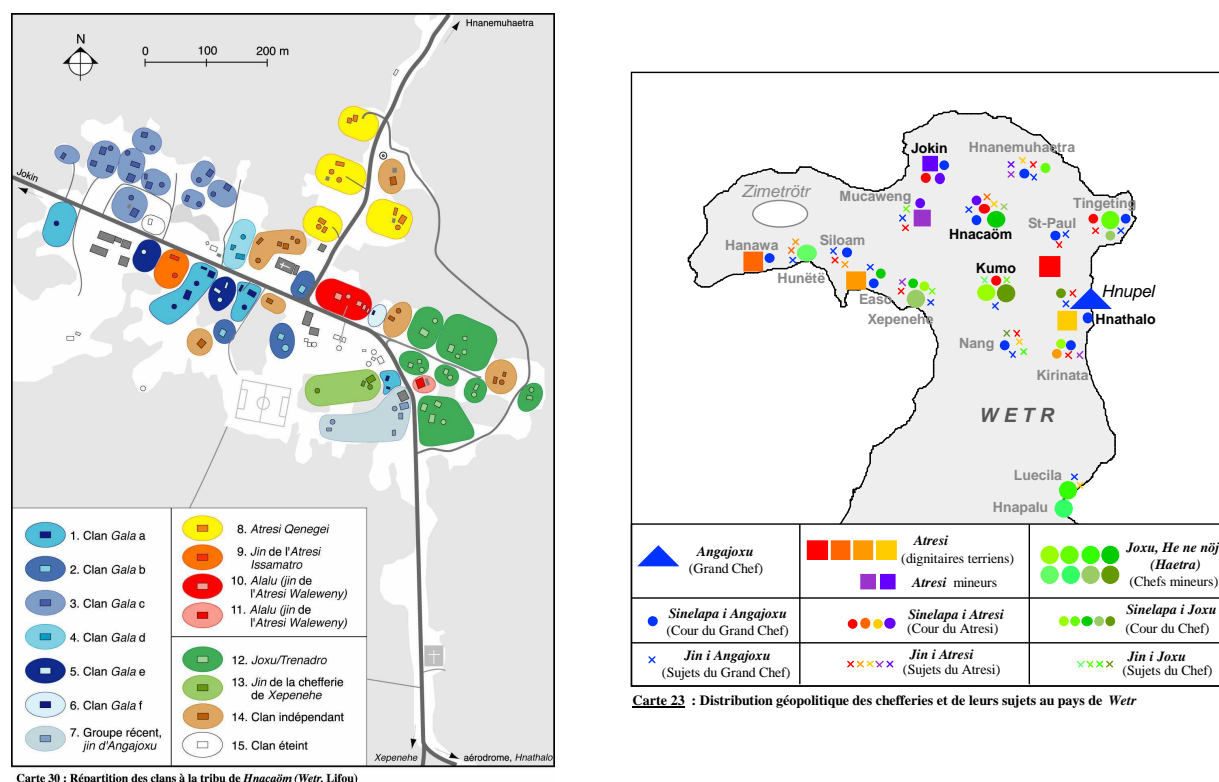 Hnanemuhaetra
N
0 100 200 m
Jokin
Xepenehe
aérodrome, Hnathalo
1. Clan Gala a
2. Clan Gala b
3. Clan Gala c
4. Clan Gala d
5. Clan Gala e
6. Clan Gala f
7. Groupe récent,
jin d'Angajoxu
8. Atresi Qenegei
9. Jin de l'Atresi
Issamatro
10. Alalu (jin de
l'Atresi Waleweny)
11. Alalu (jin de
l'Atresi Waleweny)
12. Joxu/Trenadro
13. Jin de la chefferie
de Xepenehe
14. Clan indépendant
15. Clan éteint
Carte 30 : Répartition des clans à la tribu de Hnacaöm (Wetr, Lifou)
Jokin
Hnanemuhaetra
Zimetrötr
Mucaweng
Tingeting
Hnacaöm
St-Paul
Hanawa
Siloam
Hunëtë
Kumo
Hnupel
Easo
Xepenehe
Hnathalo
Nang
Kirinata
WETR
Luecila
Hnapalu
Angajoxu
(Grand Chef)
Atresi
(dignitaires terriens)
Atresi mineurs
Joxu, He ne nöj
(Haetra)
(Chefs mineurs)
Sinelapa i Angajoxu
(Cour du Grand Chef)
Sinelapa i Atresi
(Cour du Atresi)
Sinelapa i Joxu
(Cour du Chef)
Jin i Angajoxu
(Sujets du Grand Chef)
Jin i Atresi
(Sujets du Atresi)
Jin i Joxu
(Sujets du Chef)
Carte 23 : Distribution géopolitique des chefferies et de leurs sujets au pays de Wetr